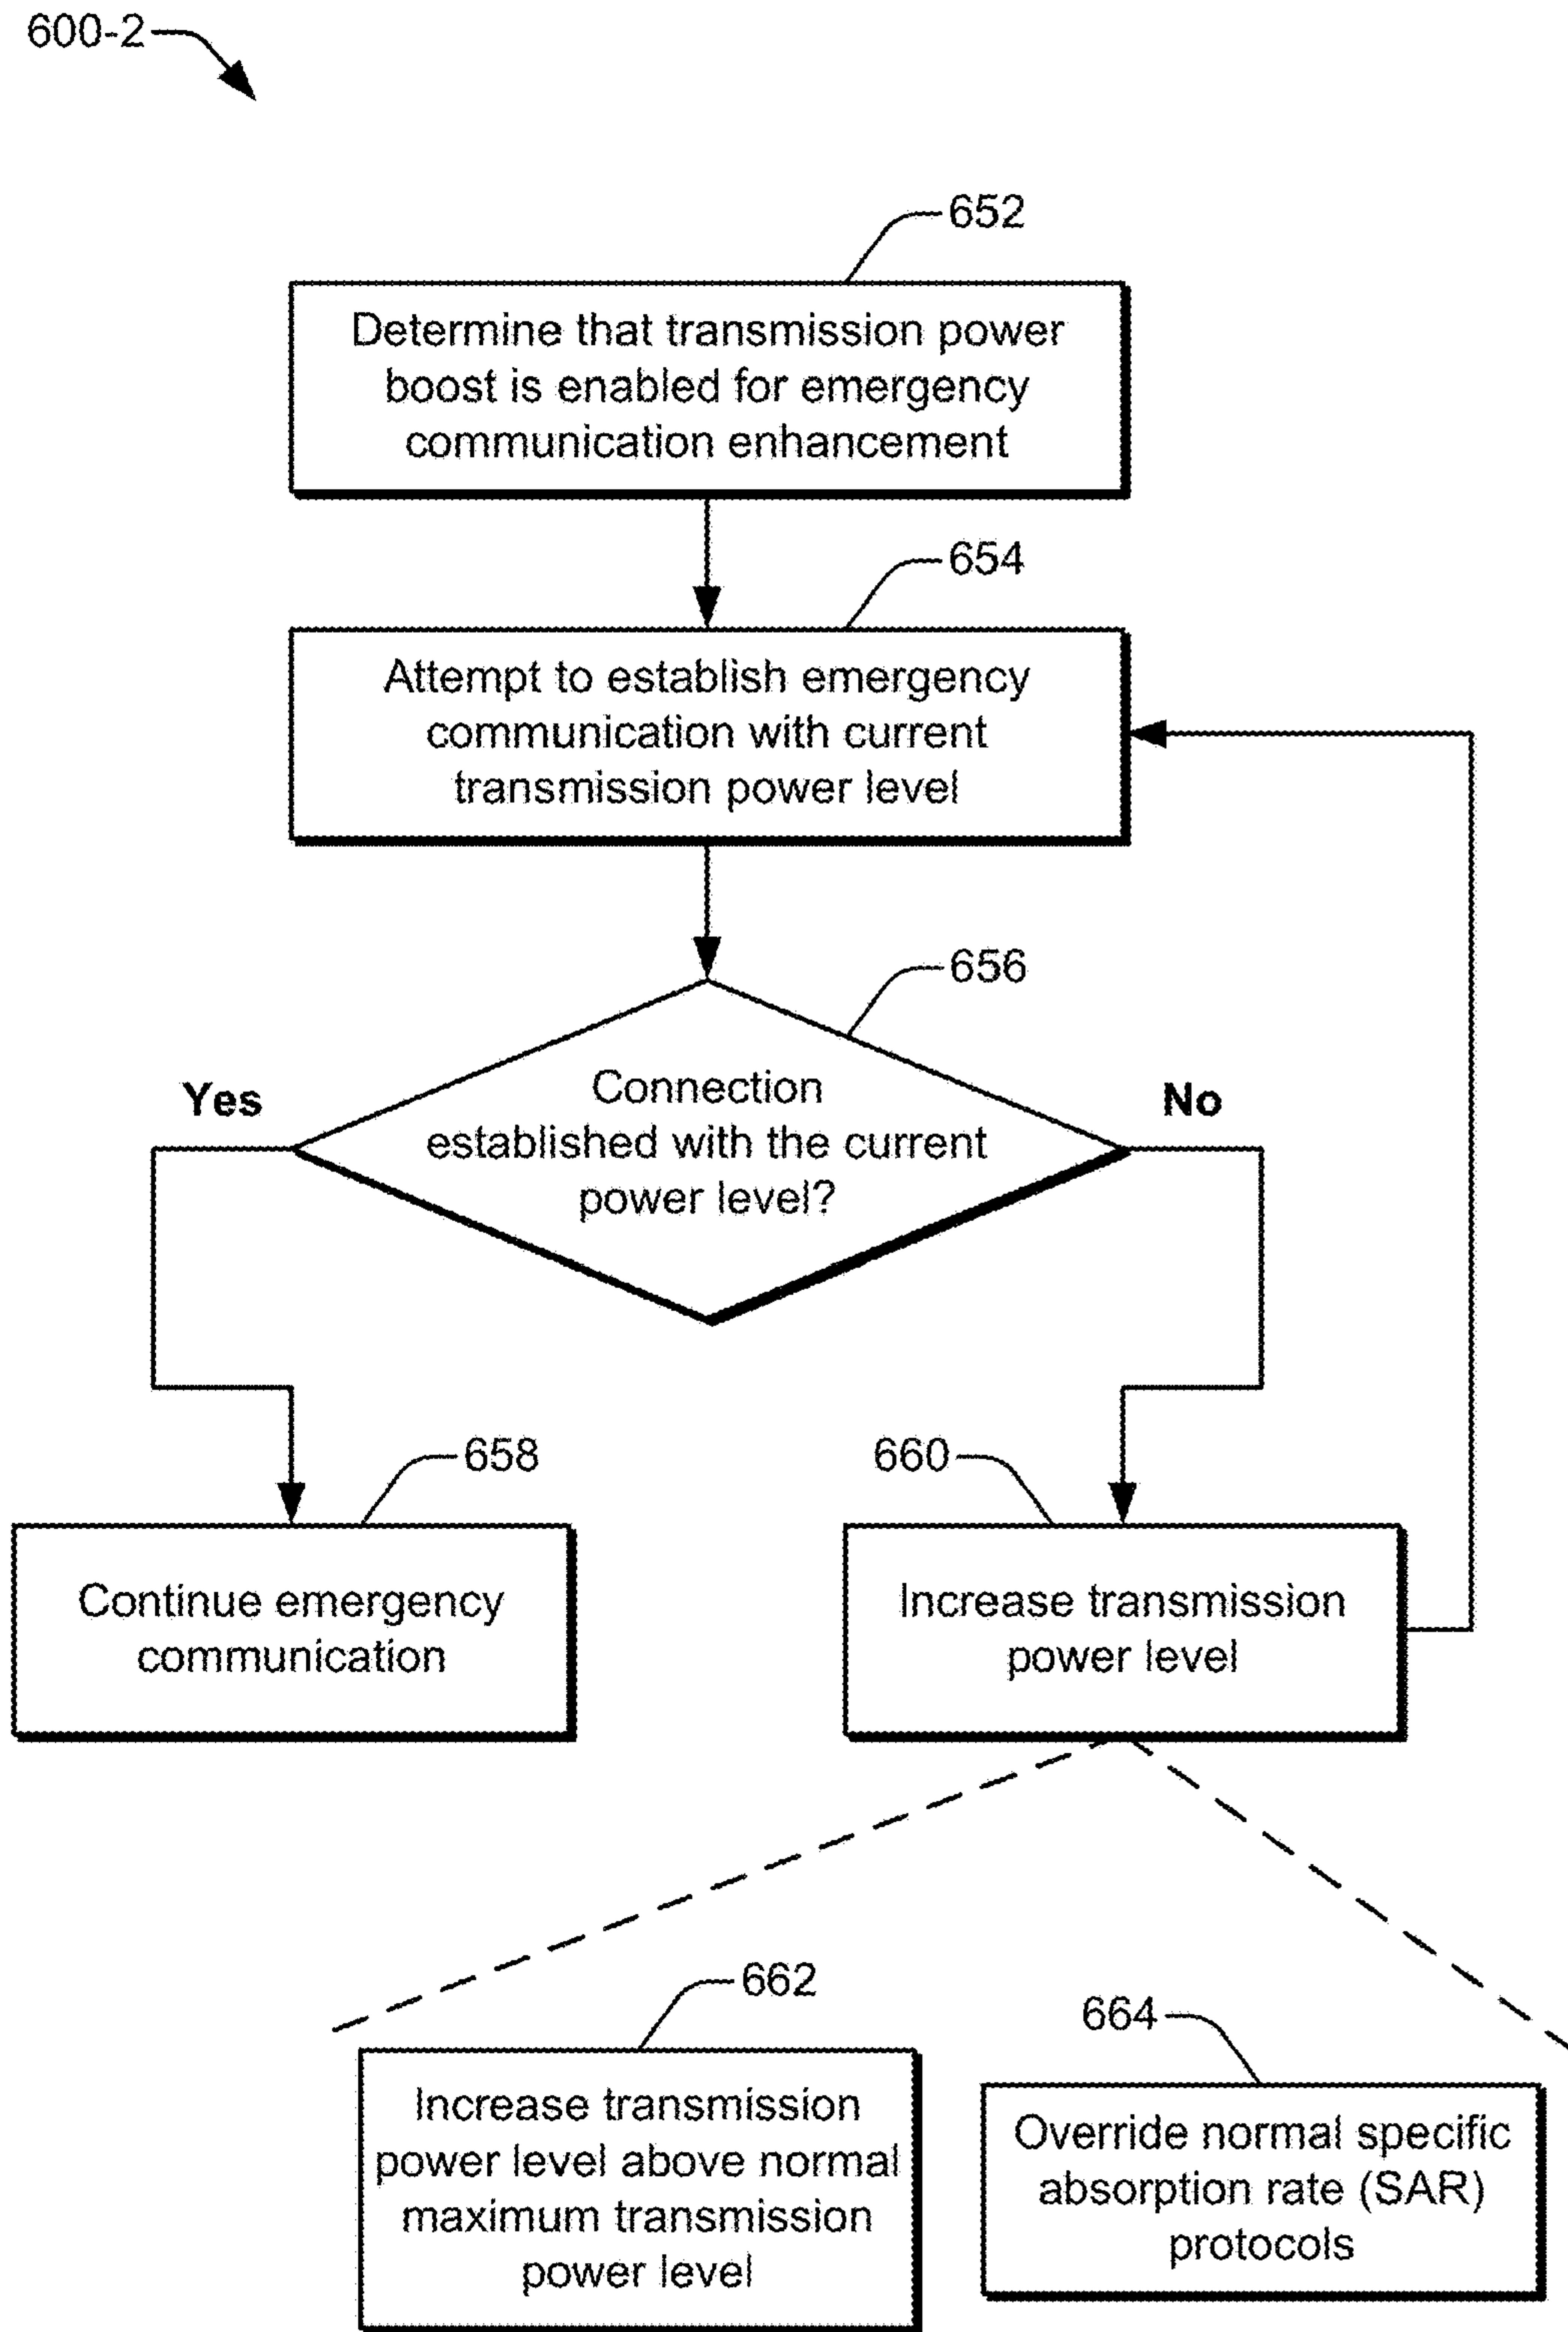 600-2
652
Determine that transmission power
boost is enabled for emergency
communication enhancement
654
Attempt to establish emergency
communication with current
transmission power level
656
Connection
established with the current
power level?
Yes
No
658
Continue emergency
communication
660
Increase transmission
power level
662
Increase transmission
power level above normal
maximum transmission
power level
664
Override normal specific
absorption rate (SAR)
protocols